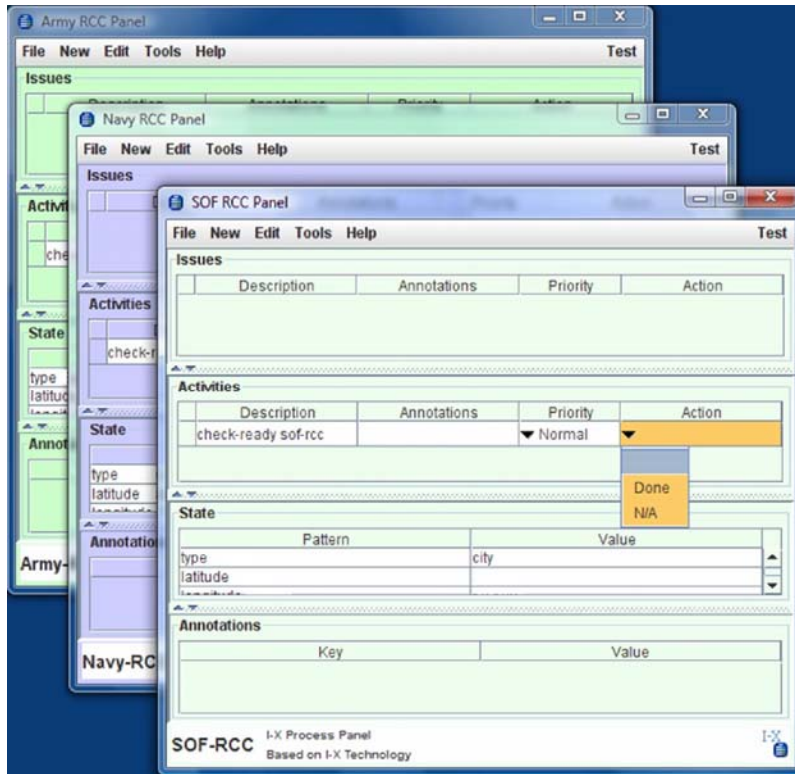 Army RCC Panel
File New Edit Tools Help Test
Issues
Navy RCC Panel
File New Edit Tools Help Test
Issues
SOF RCC Panel
File New Edit Tools Help Test
Issues
Description Annotations Priority Action
Activities
Description Annotations Priority Action
check-ready sof-rcc Normal
Done
N/A
State
Pattern Value
type city
latitude
Annotations
Key Value
SOF-RCC
I-X Process Panel
Based on I-X Technology
I-X
Activities
check-r
State
type
latitude
Annotatio
Navy-RC
Activit
che
State
type
latitud
Annot
Army-